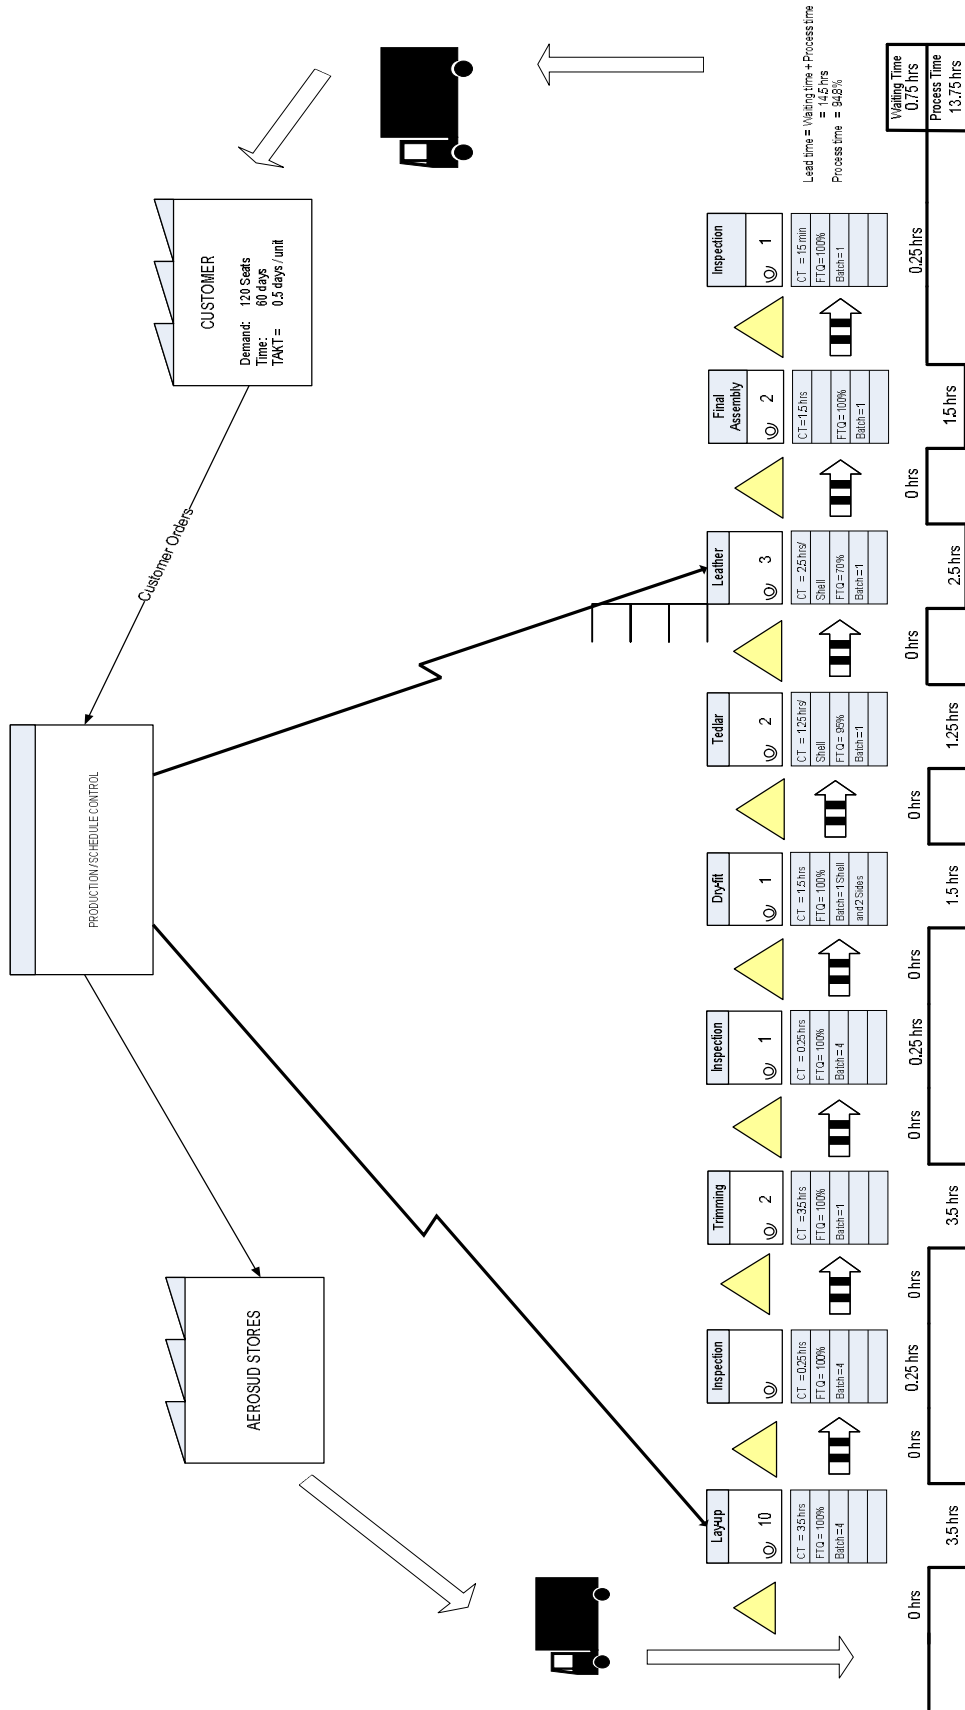 PRODUCTION/SCHEDULE CONTROL
Customer Orders
AEROSUD STORES
CUSTOMER
Demand: 120 Seats
Time: 60 days
TAKT = 0.5 days / unit
Lay-up
10
CT = 3.5 hrs
FTQ = 100%
Batch = 4
Inspection
CT = 0.25 hrs
FTQ = 100%
Batch = 4
Trimming
2
CT = 3.5 hrs
FTQ = 100%
Batch = 1
Inspection
1
CT = 0.25 hrs
FTQ = 100%
Batch = 4
Dry-fit
1
CT = 1.5 hrs
FTQ = 100%
Batch = 1 Shell
and 2 Sides
Tedlar
2
CT = 1.25 hrs/
Shell
FTQ = 95%
Batch = 1
Leather
3
CT = 2.5 hrs/
Shell
FTQ = 70%
Batch = 1
Final
Assembly
2
CT = 1.5 hrs
FTQ = 100%
Batch = 1
Inspection
1
CT = 15 min
FTQ = 100%
Batch = 1
Lead time = Waiting time + Process time
= 14.5 hrs
Process time = 94.8%
0 hrs
3.5 hrs
0 hrs
0.25 hrs
0 hrs
3.5 hrs
0 hrs
0.25 hrs
0 hrs
1.5 hrs
0 hrs
1.25 hrs
0 hrs
2.5 hrs
0 hrs
1.5 hrs
0.25 hrs
Waiting Time
0.75 hrs
Process Time
13.75 hrs